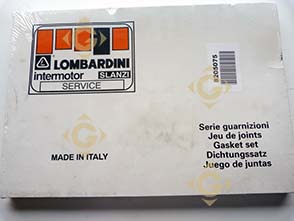 LOMBARDINI
intermotor SLANZI
SERVICE
8205075
Serie guarnizioni
Jeu de joints
Gasket set
Dichtungssatz
Juego de juntas
MADE IN ITALY